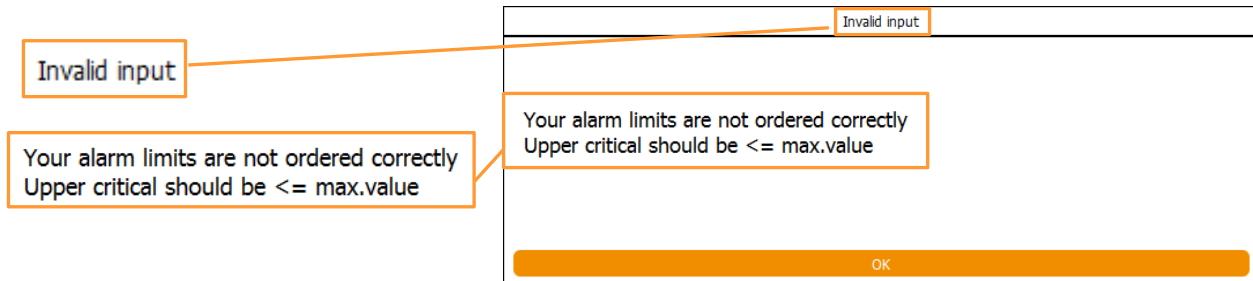 Invalid input
Invalid input
Your alarm limits are not ordered correctly
Upper critical should be <= max.value
Your alarm limits are not ordered correctly
Upper critical should be <= max.value
OK